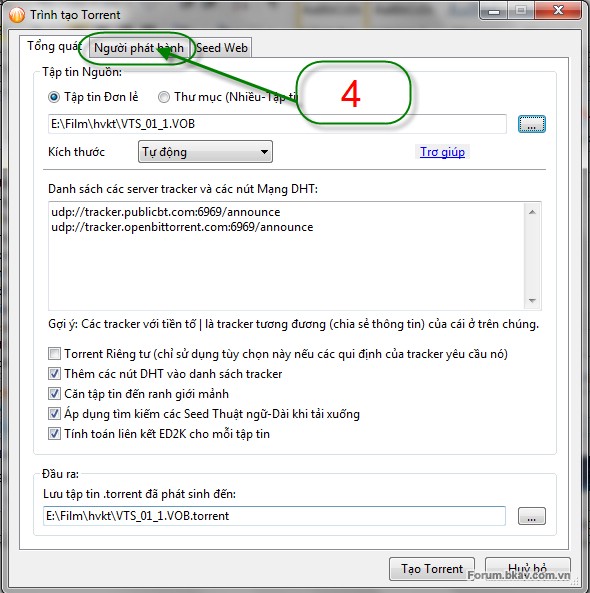 Trình tạo Torrent
Tổng quát Người phát hành Seed Web
Tập tin Nguồn:
Tập tin Đơn lẻ Thư mục (Nhiều-Tập
4
E:\Film\hvkt\VTS_01_1.VOB ...
Kích thước Tự động Trợ giúp
Danh sách các server tracker và các nút Mạng DHT:
udp://tracker.publicbt.com:6969/announce
udp://tracker.openbittorrent.com:6969/announce
Gợi ý: Các tracker với tiền tố | là tracker tương đương (chia sẻ thông tin) của cái ở trên chúng.
Torrent Riêng tư (chỉ sử dụng tùy chọn này nếu các qui định của tracker yêu cầu nó)
Thêm các nút DHT vào danh sách tracker
Căn tập tin đến ranh giới mảnh
Áp dụng tìm kiếm các Seed Thuật ngữ-Dài khi tải xuống
Tính toán liên kết ED2K cho mỗi tập tin
Đầu ra:
Lưu tập tin .torrent đã phát sinh đến:
E:\Film\hvkt\VTS_01_1.VOB.torrent ...
Tạo Torrent Huỷ bỏ
Forum.bkav.com.vn